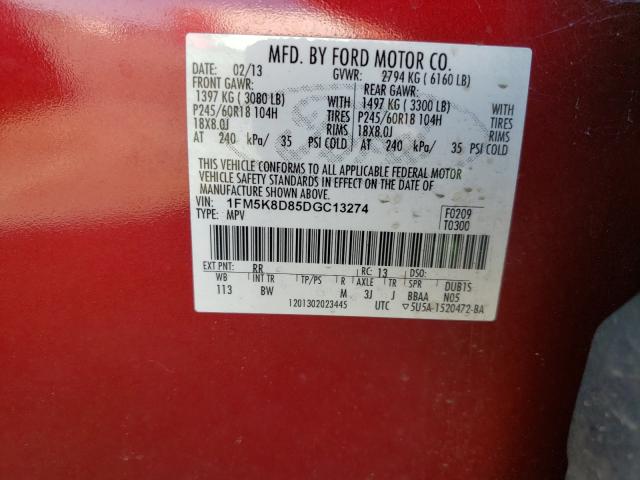 MFD. BY FORD MOTOR CO.
DATE: 02/13 GVWR: 2794 KG ( 6160 LB)
FRONT GAWR: REAR GAWR:
1397 KG ( 3080 LB) WITH 1497 KG ( 3300 LB) WITH
P245/60R18 104H TIRES P245/60R18 104H TIRES
18X8.0J RIMS 18X8.0J RIMS
AT 240 kPa/ 35 PSI COLD AT 240 kPa/ 35 PSI COLD
THIS VEHICLE CONFORMS TO ALL APPLICABLE FEDERAL MOTOR
VEHICLE SAFETY STANDARDS IN EFFECT ON THE DATE OF MANUFACTURE
SHOWN ABOVE.
VIN: 1FM5K8D85DGC13274 F0209
TYPE: MPV T0300
EXT PNT: RR RC: 13 DSO:
WB INT TR TP/PS R AXLE TR SPR DUB1S
113 BW M 3J J BBAA N05
1201302023445 UTC ▽5U5A-1520472-BA